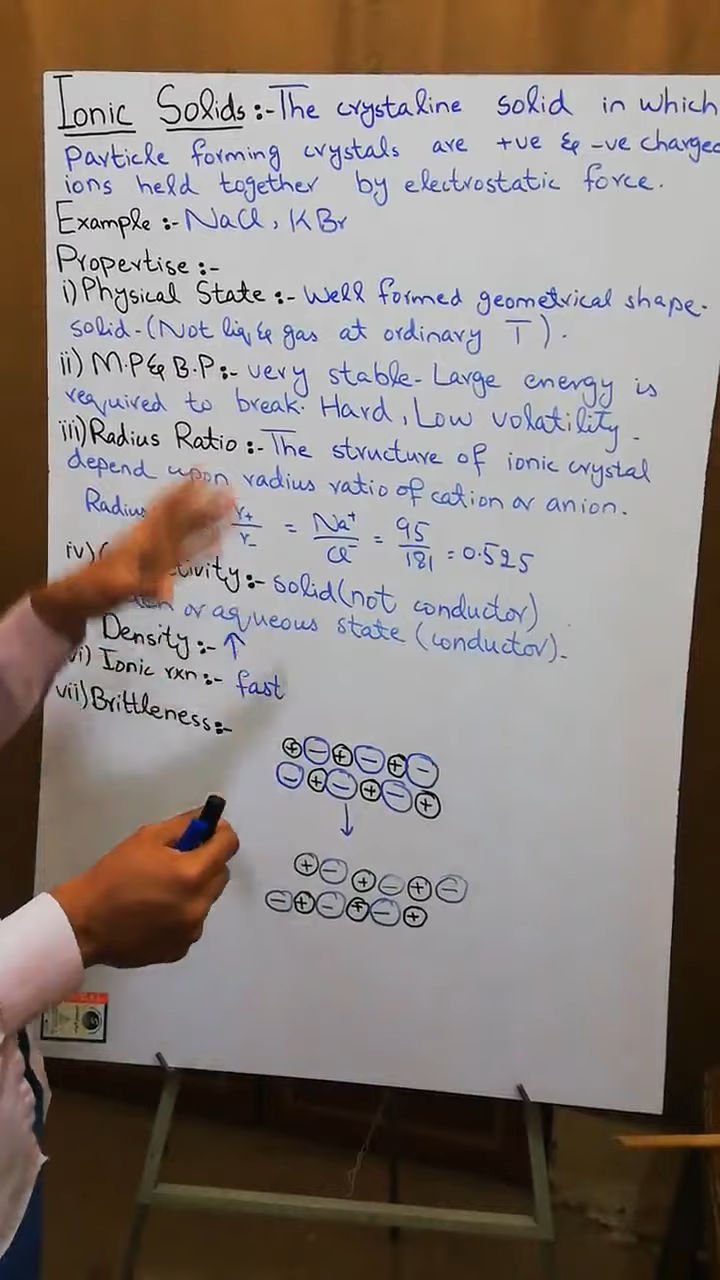 Ionic Solids:- The crystaline solid in which
Particle forming crystals are +ve & -ve charged
ions held together by electrostatic force.
Example:- NaCl, KBr
Propertise:-
i) Physical State:- Well formed geometrical shape.
solid-(Not liq & gas at ordinary T).
ii) M.P & B.P:- very stable-Large energy is
required to break. Hard, Low volatility.
iii) Radius Ratio:- The structure of ionic crystal
depend upon radius ratio of cation or anion.
Radius r+/r- = Na+/Cl- = 95/181 = 0.525
iv) :- solid(not conductor)
or aqueous state (conductor).
Density:- ↑
vi) Ionic rxn:- fast
vii) Brittleness:-
+ - + - + -
- + - + - +
↓
+ - + - + -
- + - + - +